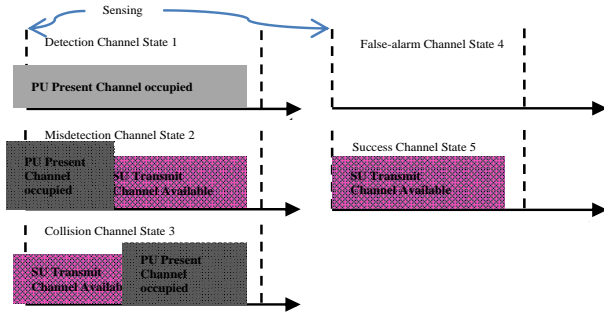 Sensing
Detection Channel State 1
PU Present Channel occupied
False-alarm Channel State 4
Misdetection Channel State 2
PU Present
Channel
occupied
SU Transmit
Channel Available
Success Channel State 5
SU Transmit
Channel Available
Collision Channel State 3
SU Transmit
Channel Availabl
PU Present
Channel
occupied